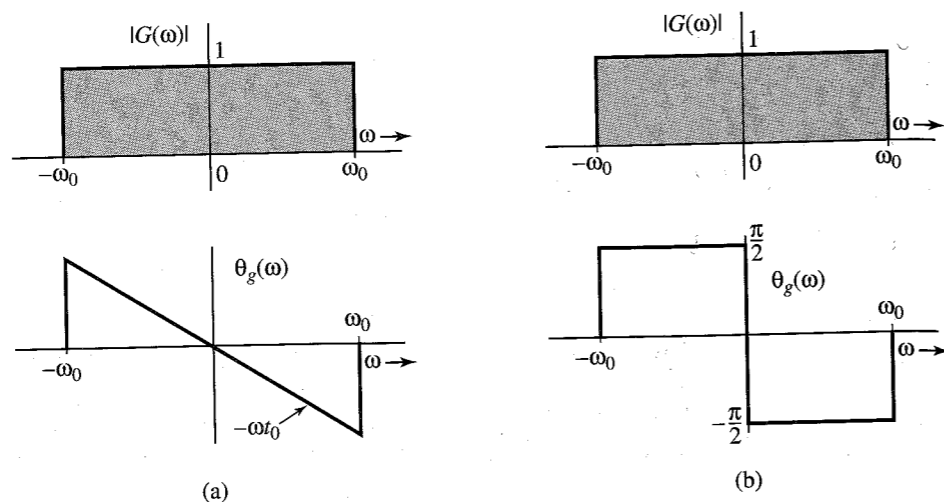 |G(ω)|
1
ω →
−ω₀
0
ω₀
θg(ω)
ω₀
−ω₀
ω →
−ωt₀
(a)
|G(ω)|
1
ω →
−ω₀
0
ω₀
π/2
θg(ω)
ω₀
−ω₀
ω →
−π/2
(b)